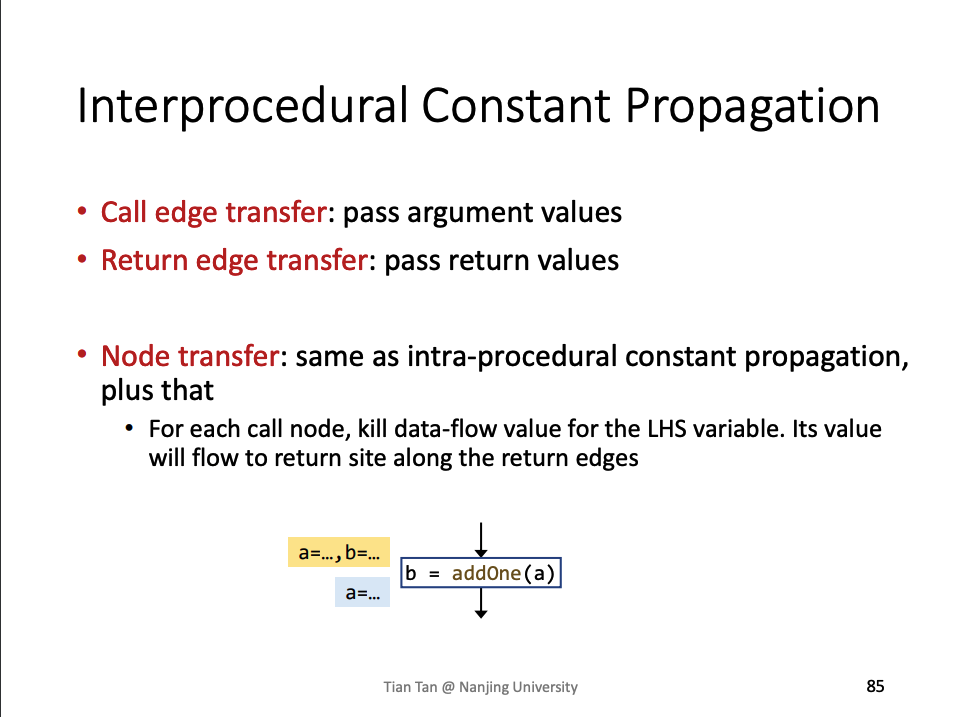 Interprocedural Constant Propagation
• Call edge transfer: pass argument values
• Return edge transfer: pass return values
• Node transfer: same as intra-procedural constant propagation,
plus that
• For each call node, kill data-flow value for the LHS variable. Its value
will flow to return site along the return edges
a=…,b=…
b = addOne(a)
a=…
Tian Tan @ Nanjing University
85